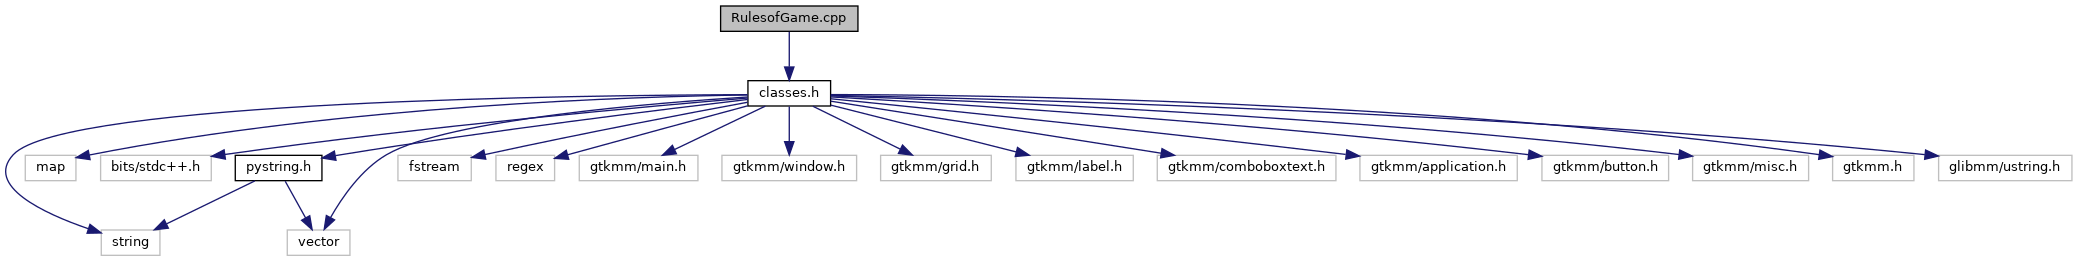 RulesofGame.cpp
classes.h
map
bits/stdc++.h
pystring.h
fstream
regex
gtkmm/main.h
gtkmm/window.h
gtkmm/grid.h
gtkmm/label.h
gtkmm/comboboxtext.h
gtkmm/application.h
gtkmm/button.h
gtkmm/misc.h
gtkmm.h
glibmm/ustring.h
string
vector